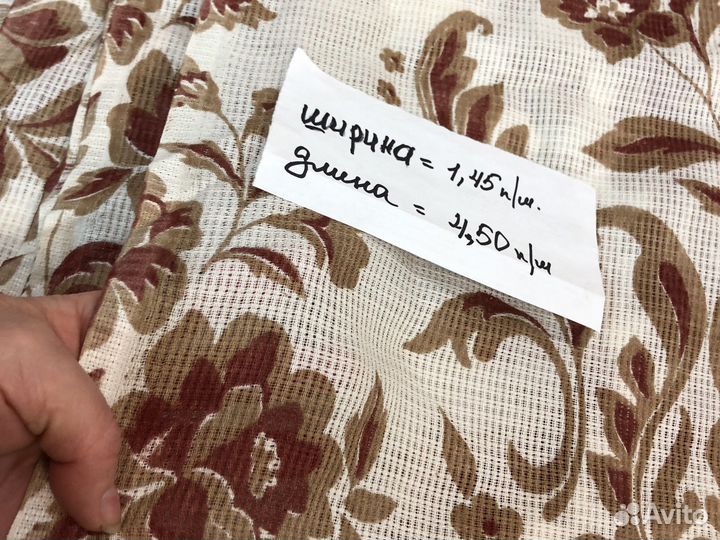 ширина = 1,45 п/м.
длина = 4,50 п/м
Avito